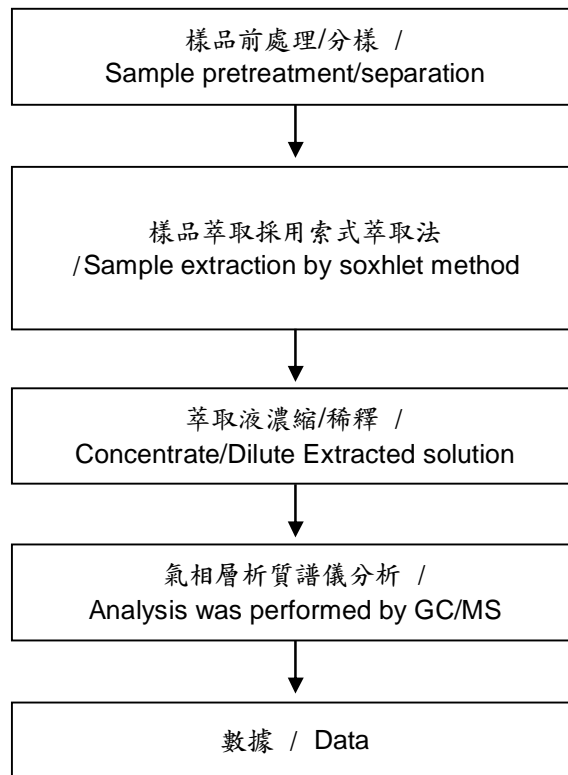 樣品前處理/分樣 /
Sample pretreatment/separation
樣品萃取採用索式萃取法
/Sample extraction by soxhlet method
萃取液濃縮/稀釋 /
Concentrate/Dilute Extracted solution
氣相層析質譜儀分析 /
Analysis was performed by GC/MS
數據 / Data